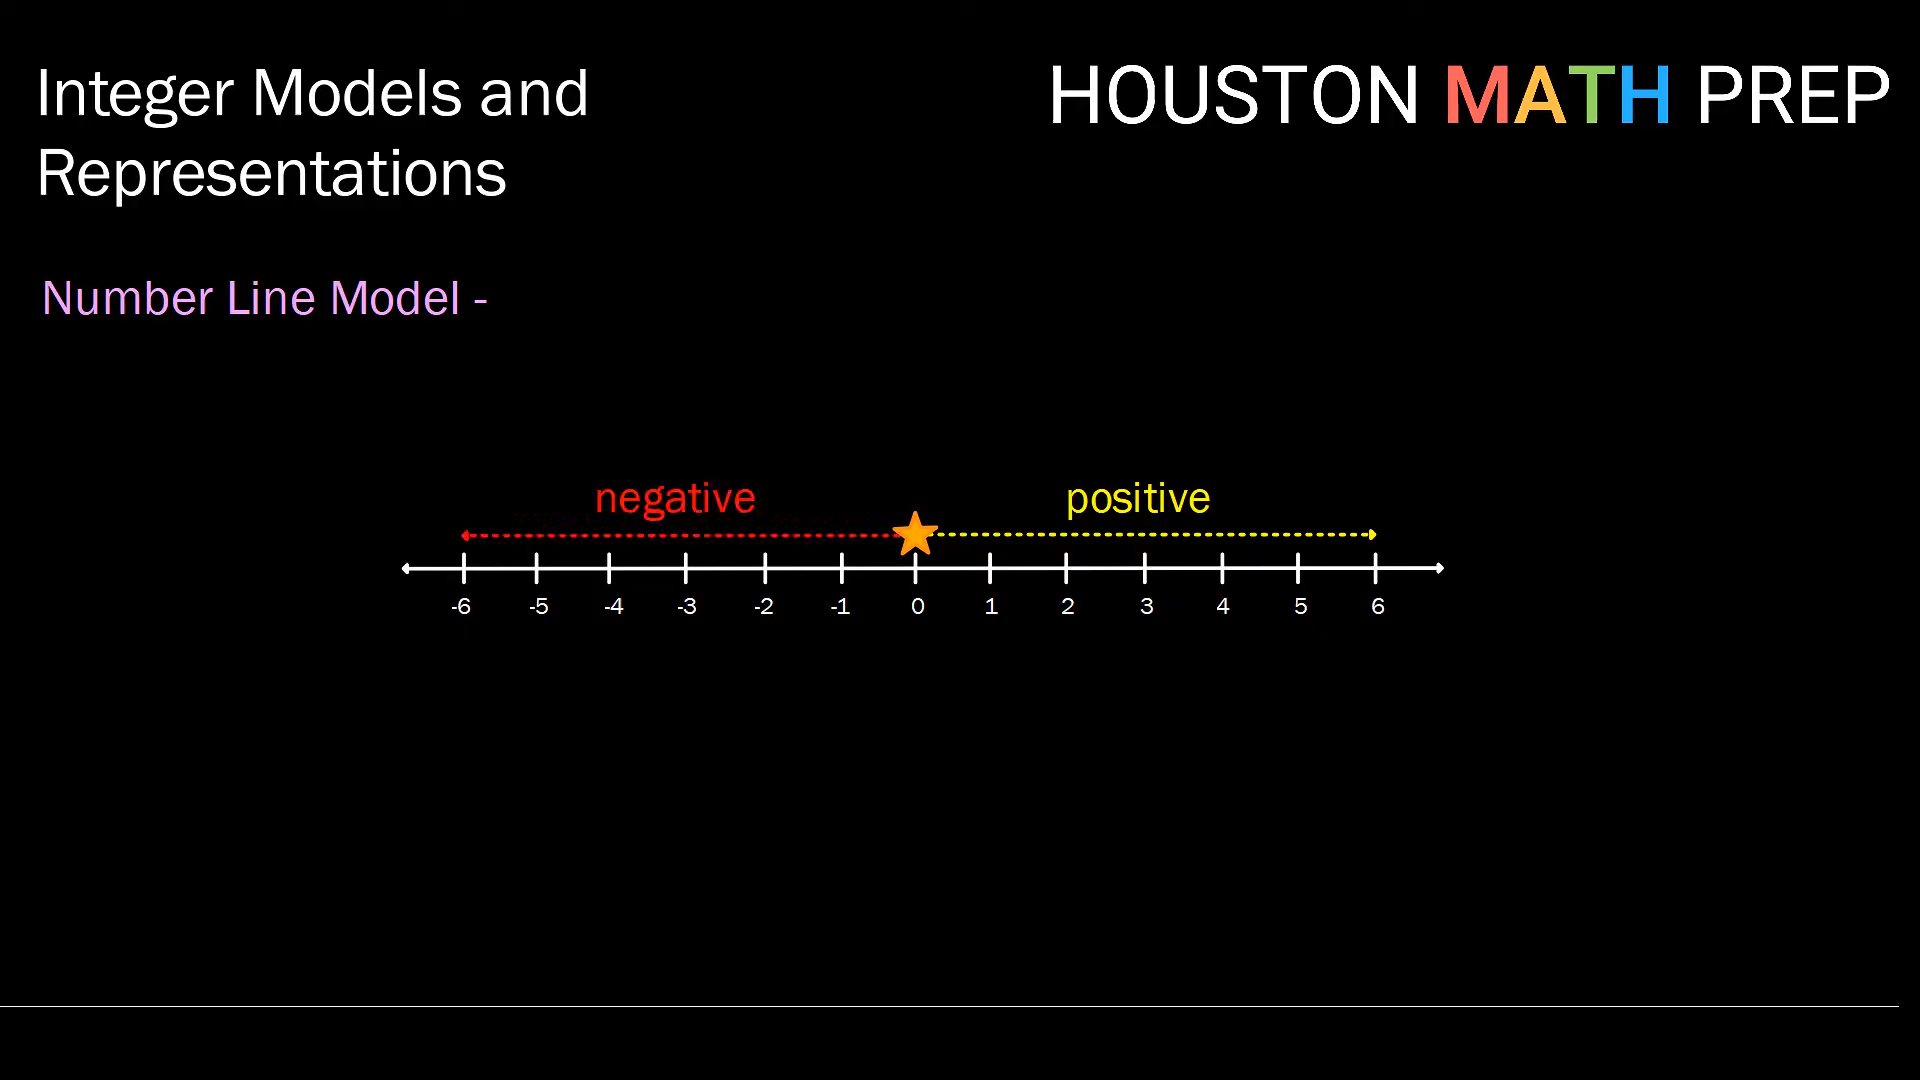 Integer Models and
Representations
HOUSTON MATH PREP
Number Line Model -
negative
positive
-6 -5 -4 -3 -2 -1 0 1 2 3 4 5 6